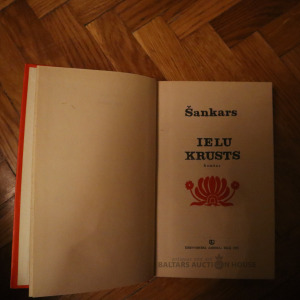 Šankars
IELU
KRUSTS
BALTARS AUCTION HOUSE